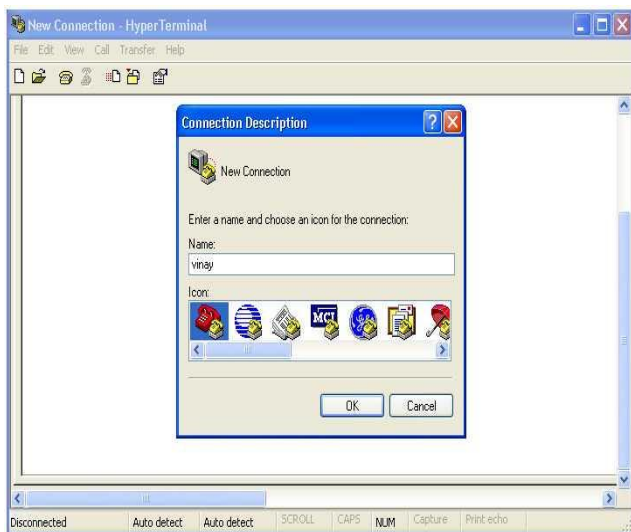 New Connection - HyperTerminal
File Edit View Call Transfer Help
Connection Description
New Connection
Enter a name and choose an icon for the connection:
Name:
vinay
Icon:
MCI
OK Cancel
Disconnected Auto detect Auto detect SCROLL CAPS NUM Capture Print echo